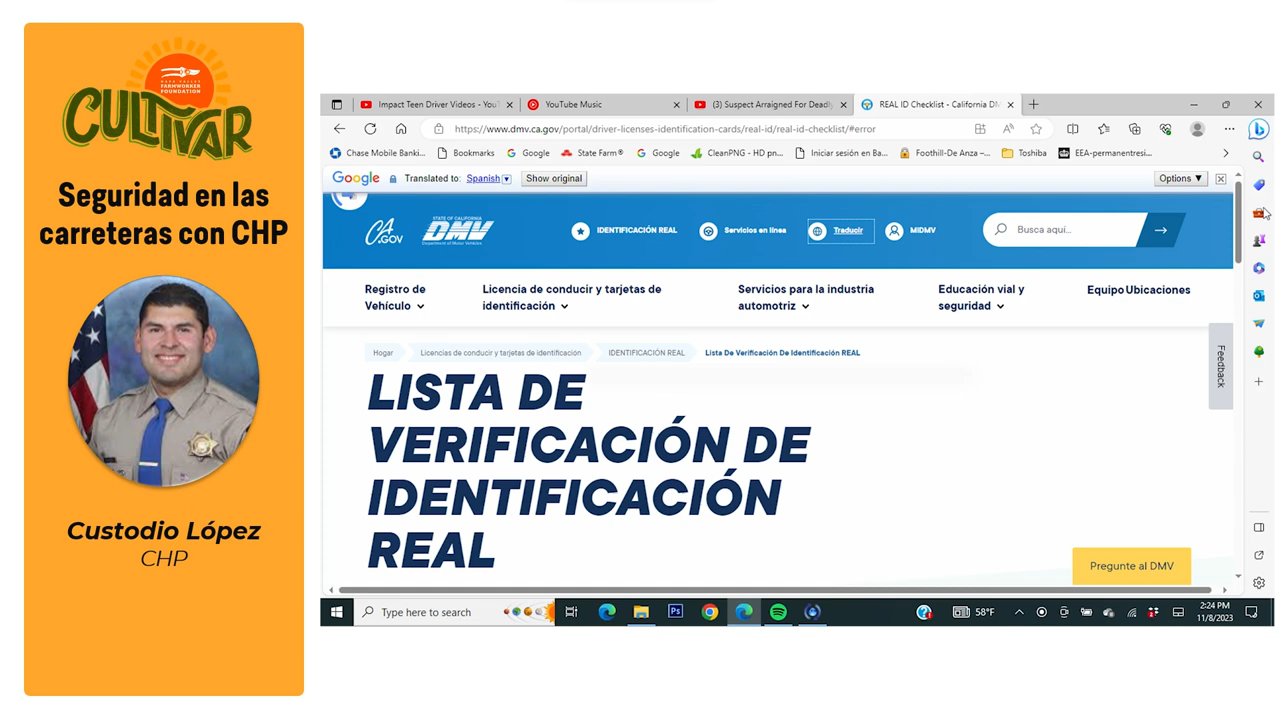 NAPA VALLEY
FARMWORKER
FOUNDATION
CULTIVAR
Seguridad en las
carreteras con CHP
Custodio López
CHP
Impact Teen Driver Videos - You
YouTube Music
(3) Suspect Arraigned For Deadly
REAL ID Checklist - California DM
https://www.dmv.ca.gov/portal/driver-licenses-identification-cards/real-id/real-id-checklist/#error
Chase Mobile Banki...
Bookmarks
Google
State Farm®
Google
CleanPNG - HD pn...
Iniciar sesión en Ba...
Foothill-De Anza –...
Toshiba
EEA-permanentresi...
Google
Translated to: Spanish
Show original
Options
CA.GOV
STATE OF CALIFORNIA
DMV
Department of Motor Vehicles
IDENTIFICACIÓN REAL
Servicios en línea
Traducir
MIDMV
Busca aquí...
Registro de
Vehículo
Licencia de conducir y tarjetas de
identificación
Servicios para la industria
automotriz
Educación vial y
seguridad
Equipo Ubicaciones
Feedback
Hogar
Licencias de conducir y tarjetas de identificación
IDENTIFICACIÓN REAL
Lista De Verificación De Identificación REAL
LISTA DE
VERIFICACIÓN DE
IDENTIFICACIÓN
REAL
Pregunte al DMV
Type here to search
Ps
58°F
2:24 PM
11/8/2023